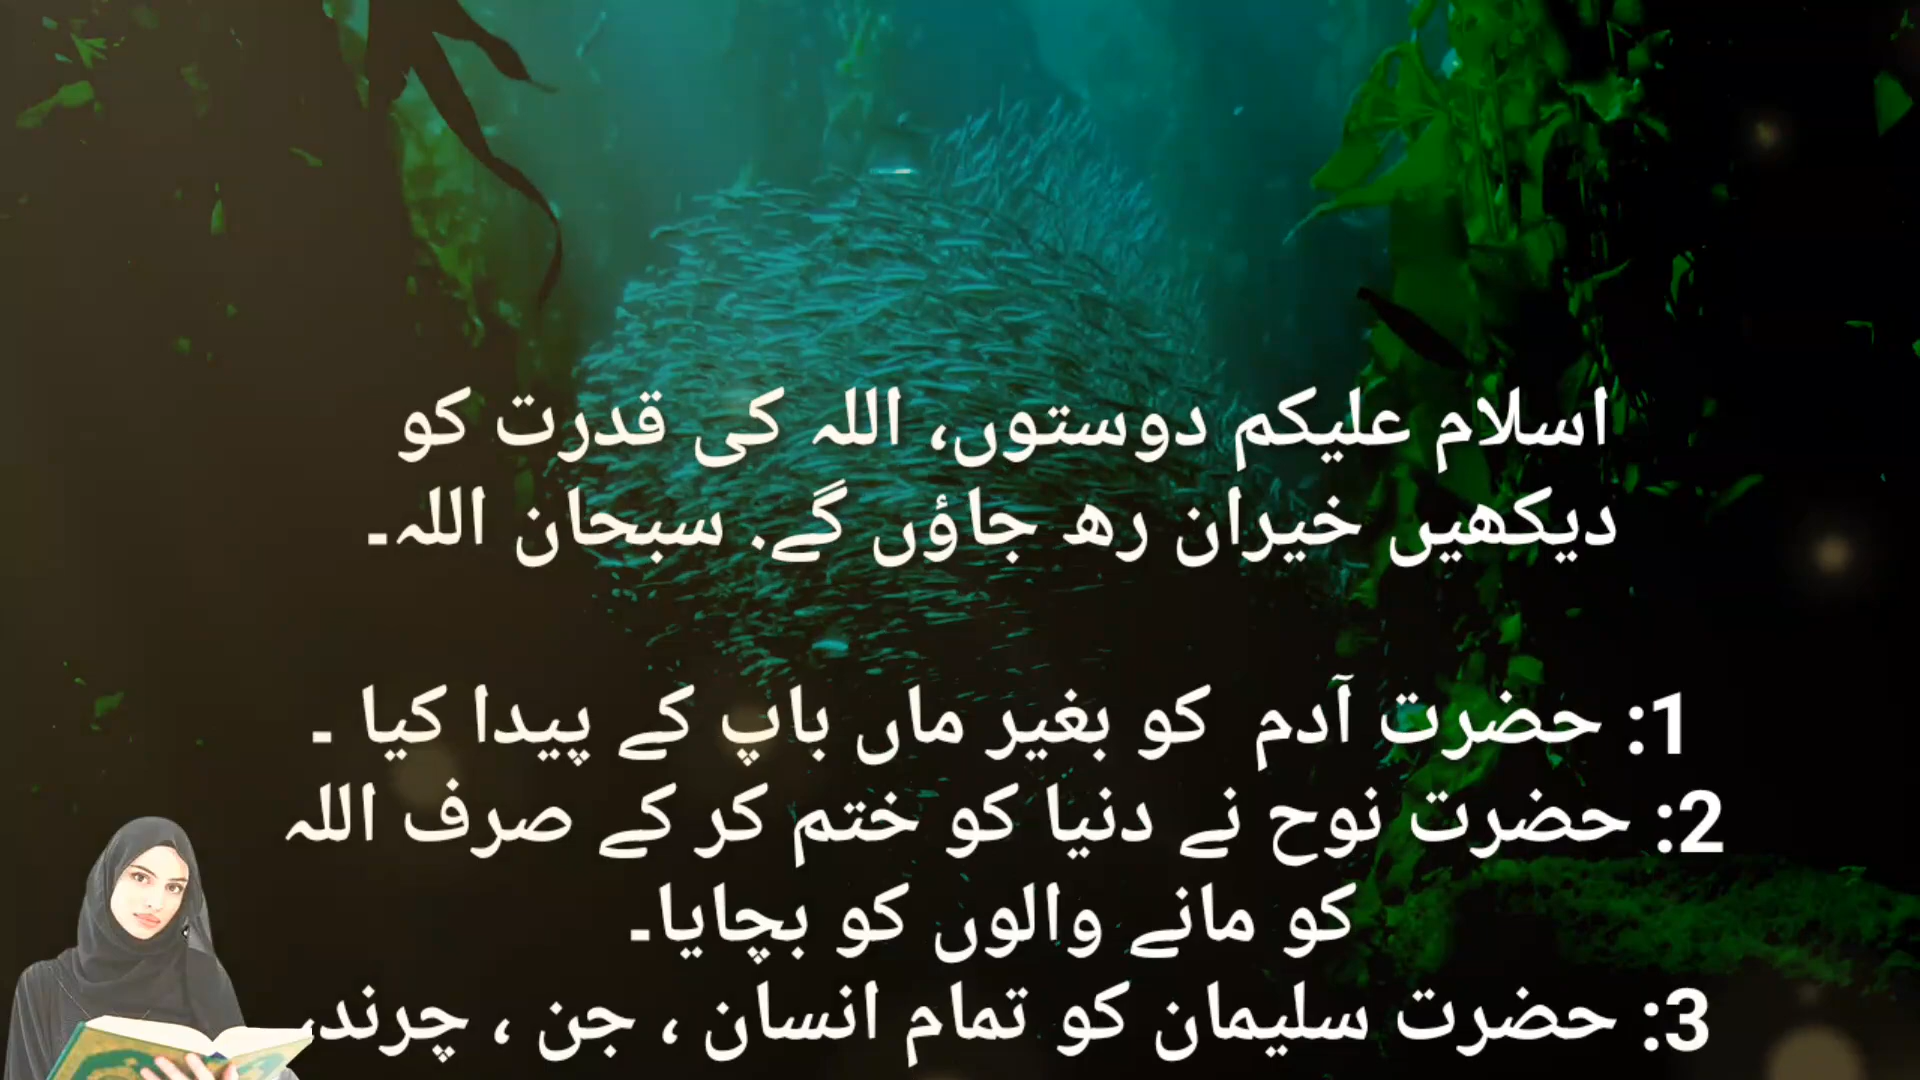 اسلام علیکم دوستوں، اللہ کی قدرت کو
دیکھیں خیران رھ جاؤں گے. سبحان اللہ۔
1: حضرت آدم کو بغیر ماں باپ کے پیدا کیا ۔
2: حضرت نوح نے دنیا کو ختم کر کے صرف اللہ
کو مانے والوں کو بچایا۔
3: حضرت سلیمان کو تمام انسان ، جن ، چرند،